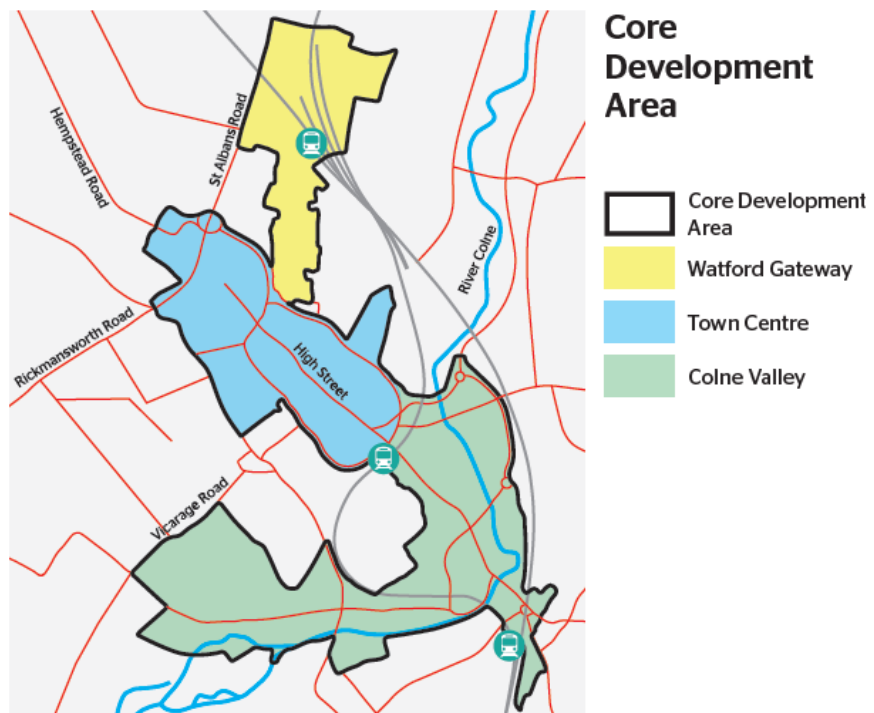 Core
Development
Area
Core Development
Area
Watford Gateway
Town Centre
Colne Valley
Hempstead Road
St Albans Road
River Colne
Rickmansworth Road
High Street
Vicarage Road